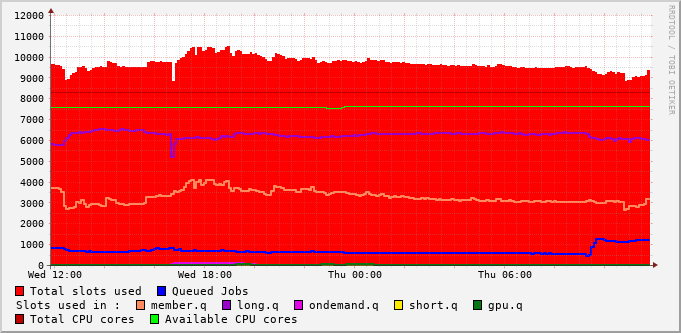 12000
11000
10000
9000
8000
7000
6000
5000
4000
3000
2000
1000
0
Wed 12:00 Wed 18:00 Thu 00:00 Thu 06:00
RRDTOOL / TOBI OETIKER
Total slots used Queued Jobs
Slots used in : member.q long.q ondemand.q short.q gpu.q
Total CPU cores Available CPU cores